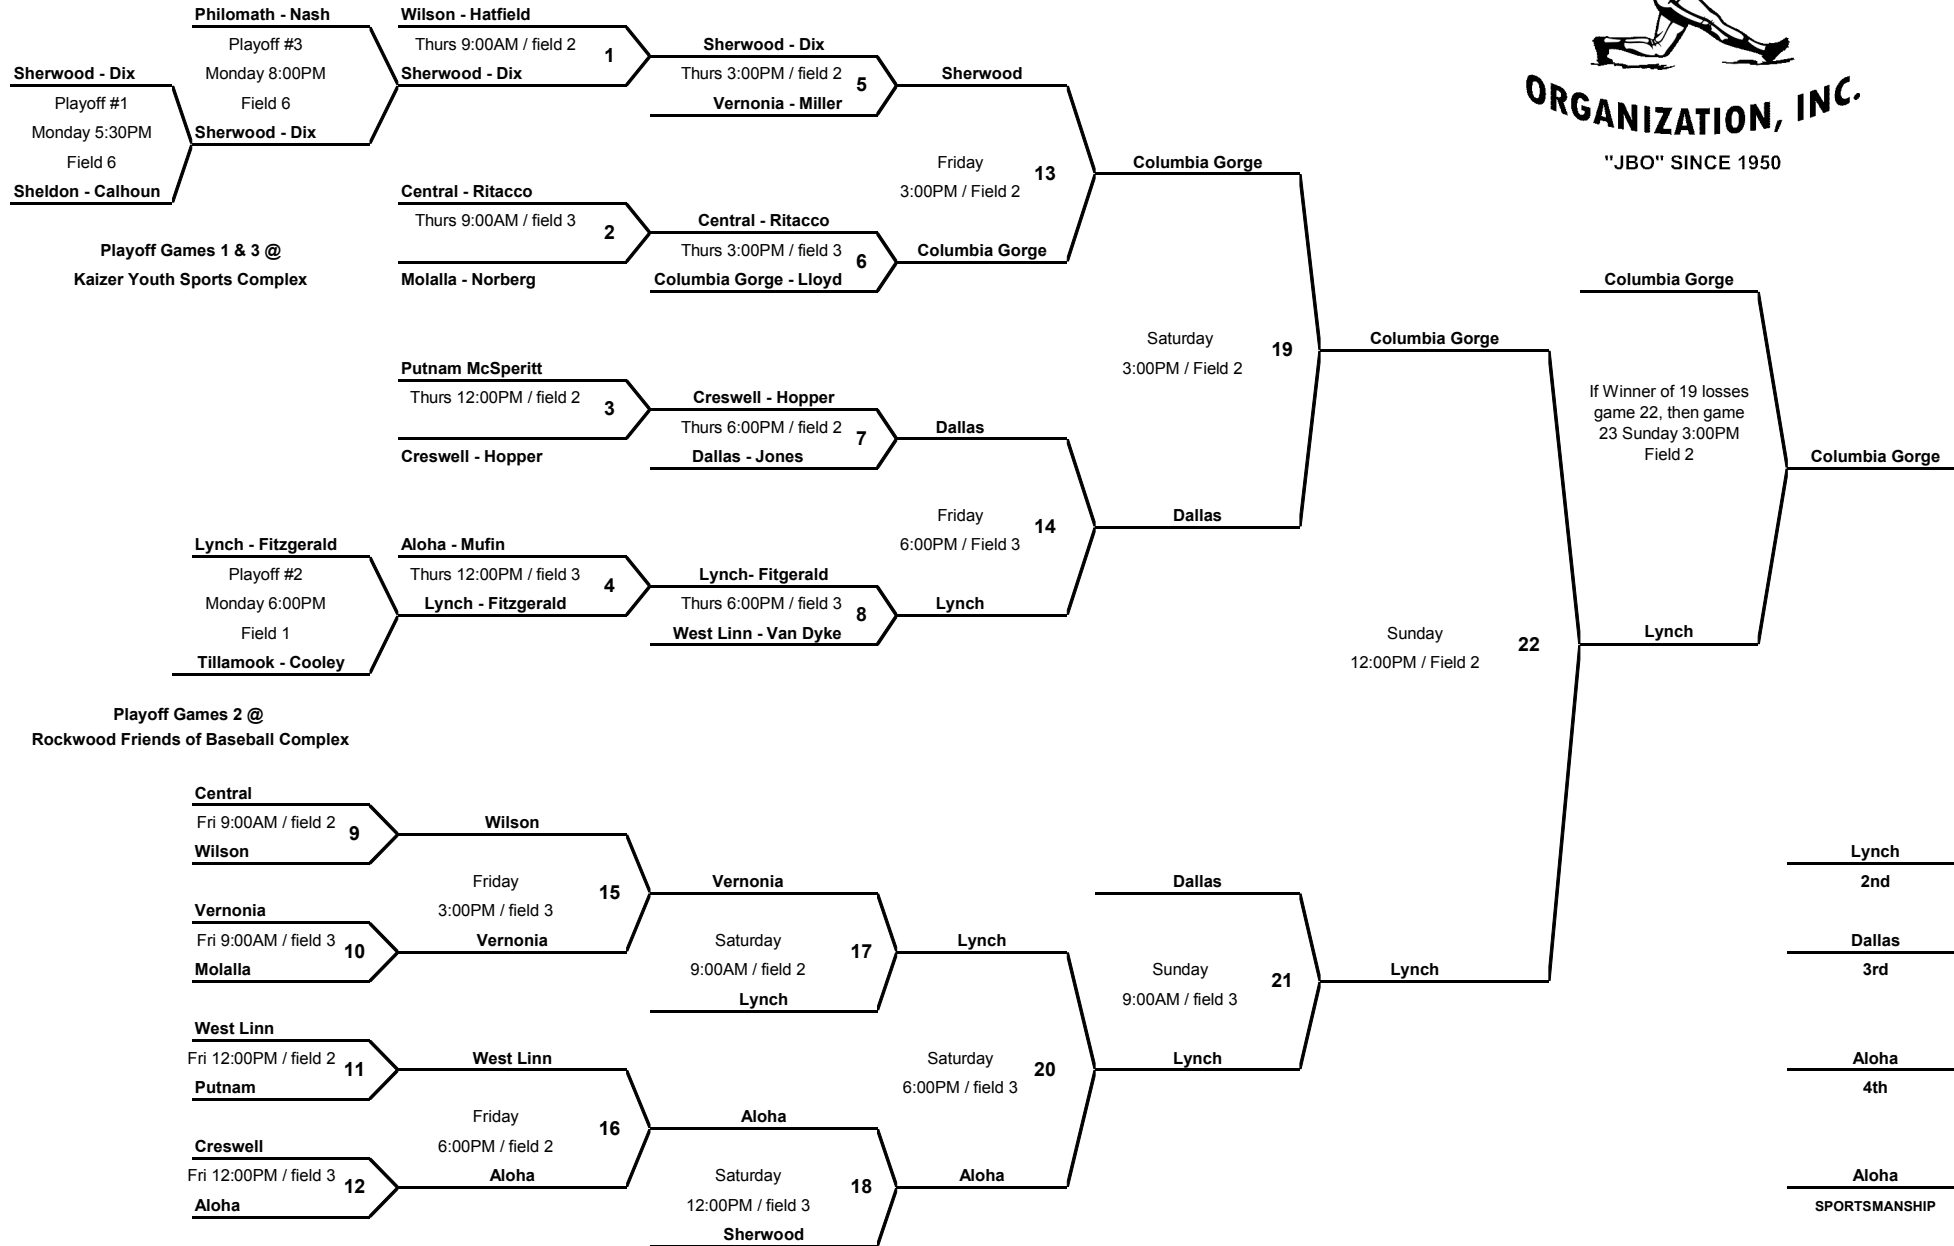 ORGANIZATION, INC.
"JBO" SINCE 1950
Sherwood - Dix
Playoff #1
Monday 5:30PM
Field 6
Sheldon - Calhoun
Philomath - Nash
Playoff #3
Monday 8:00PM
Field 6
Sherwood - Dix
Playoff Games 1 & 3 @
Kaizer Youth Sports Complex
Wilson - Hatfield
Thurs 9:00AM / field 2
1
Sherwood - Dix
Central - Ritacco
Thurs 9:00AM / field 3
2
Molalla - Norberg
Putnam McSperitt
Thurs 12:00PM / field 2
3
Creswell - Hopper
Lynch - Fitzgerald
Playoff #2
Monday 6:00PM
Field 1
Tillamook - Cooley
Aloha - Mufin
Thurs 12:00PM / field 3
4
Lynch - Fitzgerald
Playoff Games 2 @
Rockwood Friends of Baseball Complex
Sherwood - Dix
Thurs 3:00PM / field 2
5
Vernonia - Miller
Central - Ritacco
Thurs 3:00PM / field 3
6
Columbia Gorge - Lloyd
Creswell - Hopper
Thurs 6:00PM / field 2
7
Dallas - Jones
Lynch- Fitgerald
Thurs 6:00PM / field 3
8
West Linn - Van Dyke
Sherwood
Friday
13
3:00PM / Field 2
Columbia Gorge
Dallas
Friday
14
6:00PM / Field 3
Lynch
Columbia Gorge
Saturday
19
3:00PM / Field 2
Dallas
Columbia Gorge
Sunday
22
12:00PM / Field 2
Columbia Gorge
If Winner of 19 losses
game 22, then game
23 Sunday 3:00PM
Field 2
Lynch
Columbia Gorge
Central
Fri 9:00AM / field 2
9
Wilson
Vernonia
Fri 9:00AM / field 3
10
Molalla
West Linn
Fri 12:00PM / field 2
11
Putnam
Creswell
Fri 12:00PM / field 3
12
Aloha
Wilson
Friday
15
3:00PM / field 3
Vernonia
West Linn
Friday
16
6:00PM / field 2
Aloha
Vernonia
Saturday
17
9:00AM / field 2
Lynch
Aloha
Saturday
18
12:00PM / field 3
Sherwood
Lynch
Saturday
20
6:00PM / field 3
Aloha
Dallas
Sunday
21
9:00AM / field 3
Lynch
Lynch
Lynch
2nd
Dallas
3rd
Aloha
4th
Aloha
SPORTSMANSHIP